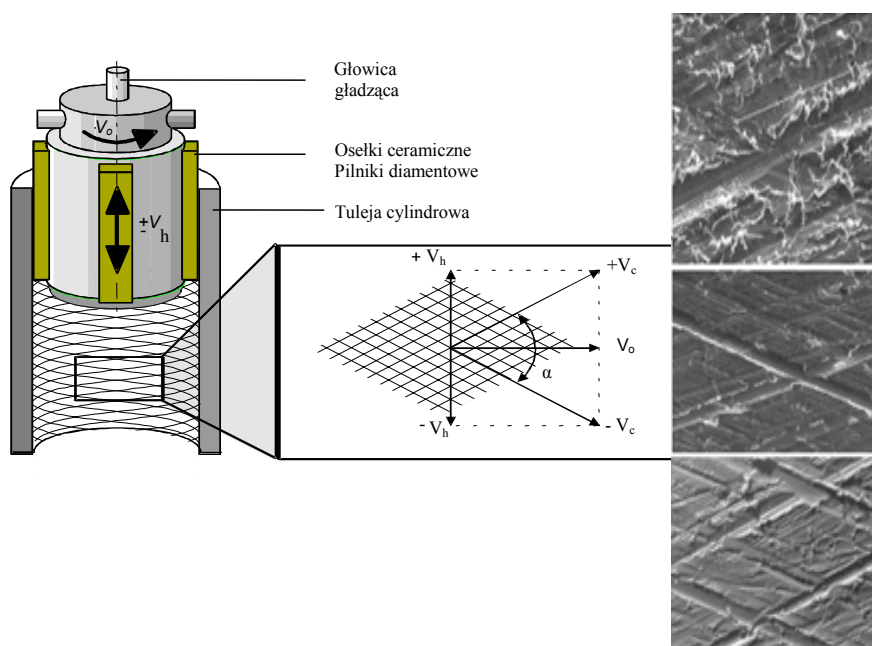 Głowica
gładząca
Vo
Osełki ceramiczne
Pilniki diamentowe
Tuleja cylindrowa
±Vh
+ Vh
+Vc
Vo
α
- Vh
- Vc